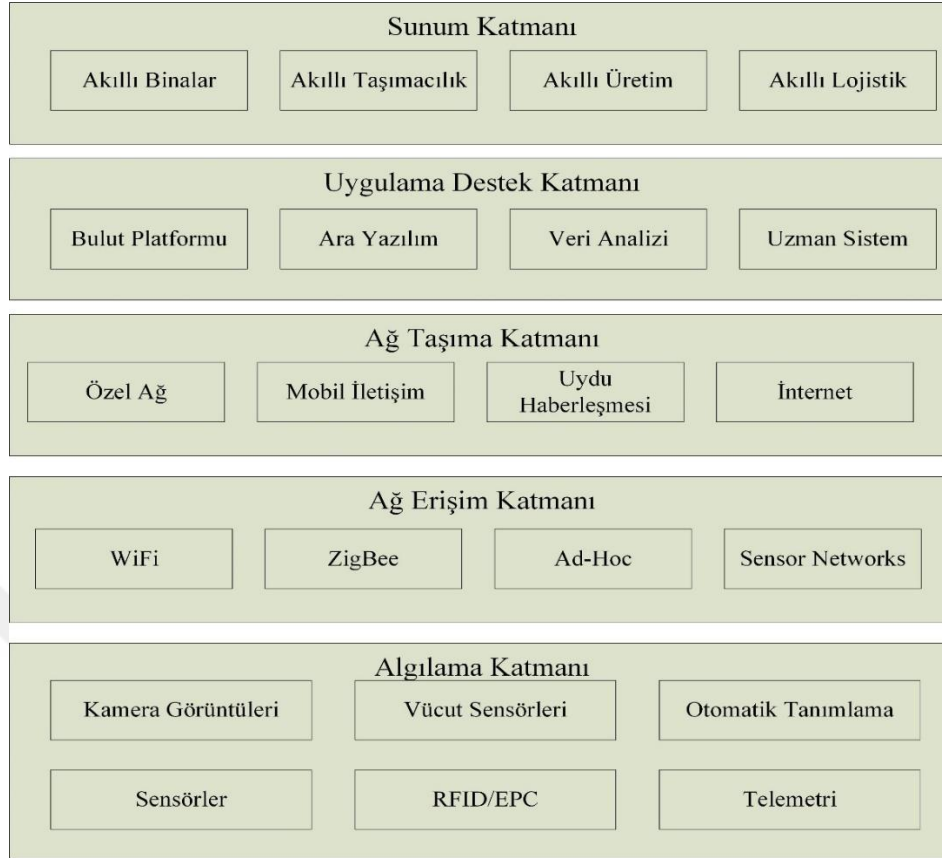 Sunum Katmanı
Akıllı Binalar
Akıllı Taşımacılık
Akıllı Üretim
Akıllı Lojistik
Uygulama Destek Katmanı
Bulut Platformu
Ara Yazılım
Veri Analizi
Uzman Sistem
Ağ Taşıma Katmanı
Özel Ağ
Mobil İletişim
Uydu
Haberleşmesi
İnternet
Ağ Erişim Katmanı
WiFi
ZigBee
Ad-Hoc
Sensor Networks
Algılama Katmanı
Kamera Görüntüleri
Vücut Sensörleri
Otomatik Tanımlama
Sensörler
RFID/EPC
Telemetri